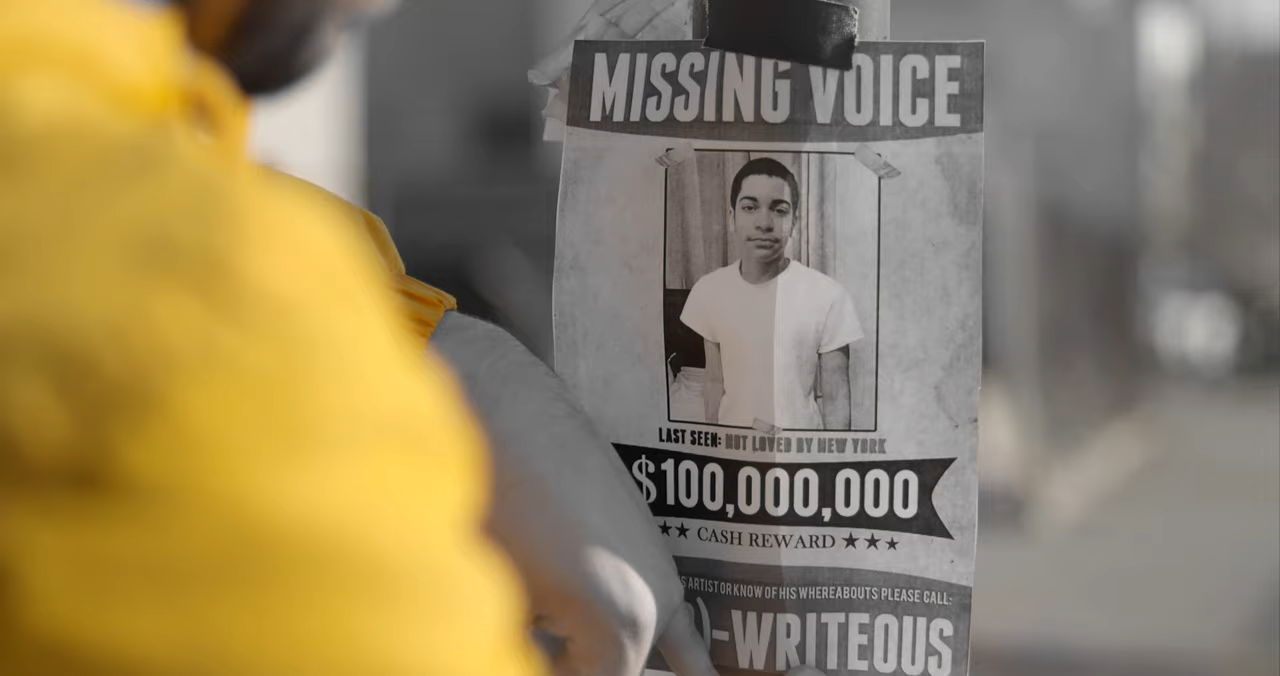 MISSING VOICE
LAST SEEN: NOT LOVED BY NEW YORK
$100,000,000
CASH REWARD
ARTIST OR KNOW OF HIS WHEREABOUTS PLEASE CALL:
)-WRITEOUS